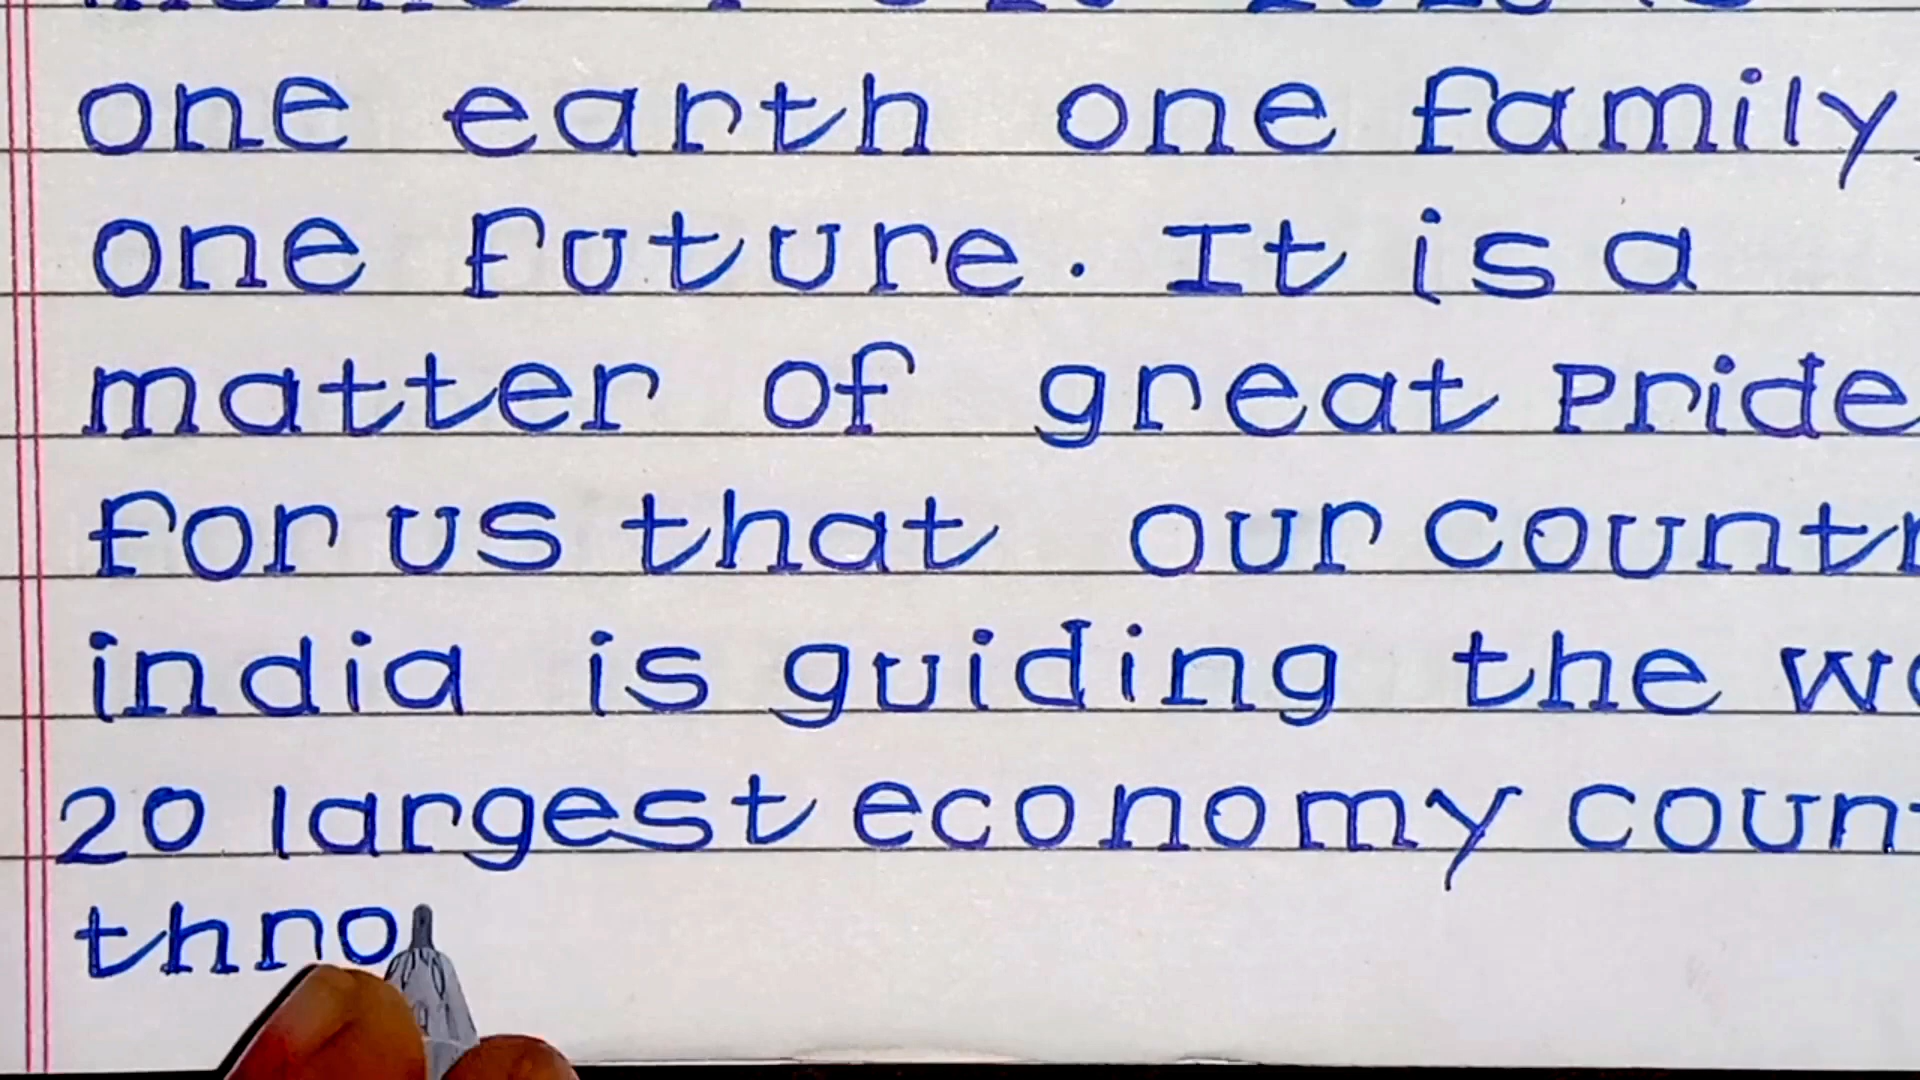 one earth one family
one future. It is a
matter of great Pride
for us that our countr
india is guiding the wo
20 largest economy coun
thro